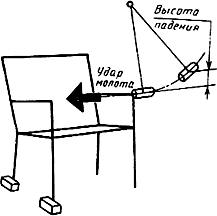 Высота
падения
Удар
молота